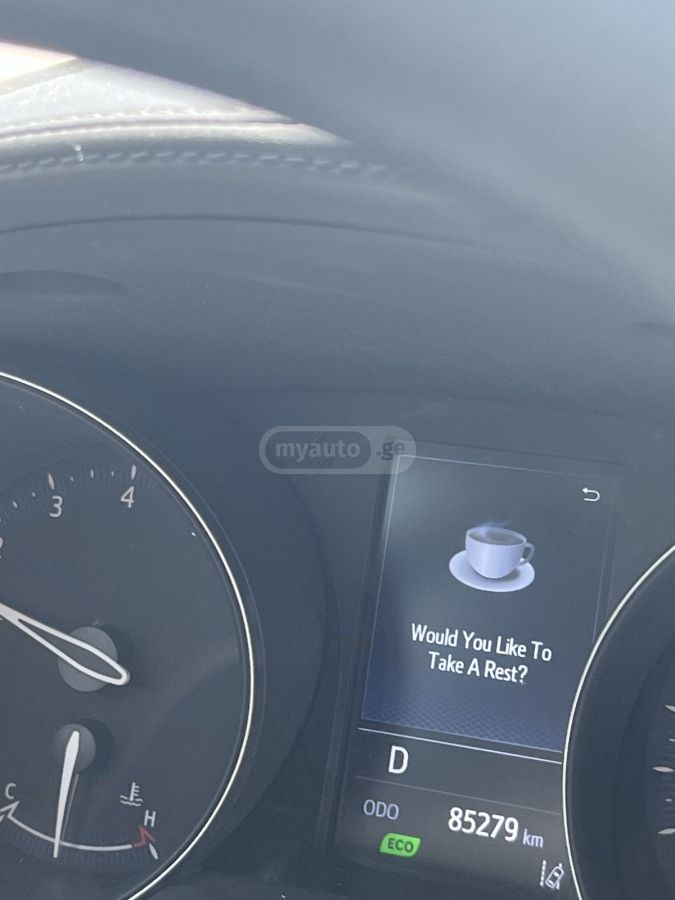 myauto.ge
3
4
Would You Like To
Take A Rest?
D
C
H
ODO 85279 km
ECO